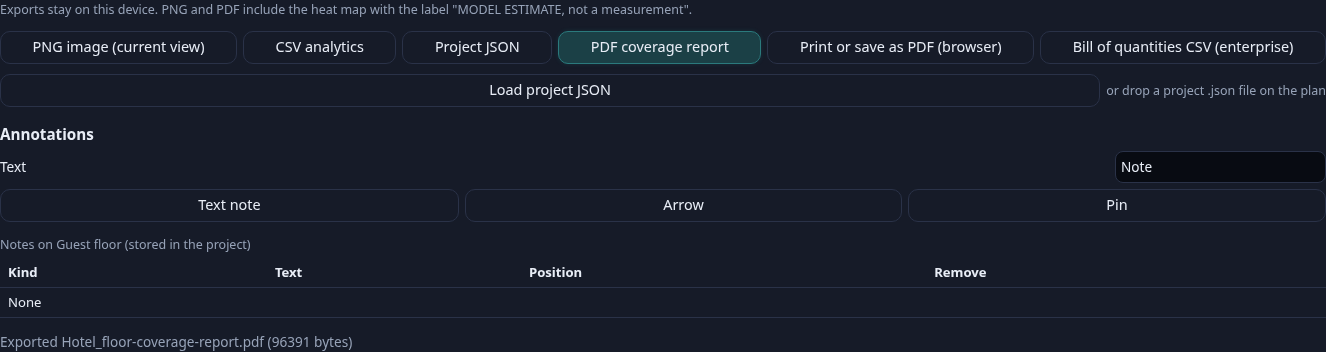 Exports stay on this device. PNG and PDF include the heat map with the label "MODEL ESTIMATE, not a measurement".
PNG image (current view) CSV analytics Project JSON PDF coverage report Print or save as PDF (browser) Bill of quantities CSV (enterprise)
Load project JSON or drop a project .json file on the plan
Annotations
Text Note
Text note Arrow Pin
Notes on Guest floor (stored in the project)
Kind Text Position Remove
None
Exported Hotel_floor-coverage-report.pdf (96391 bytes)